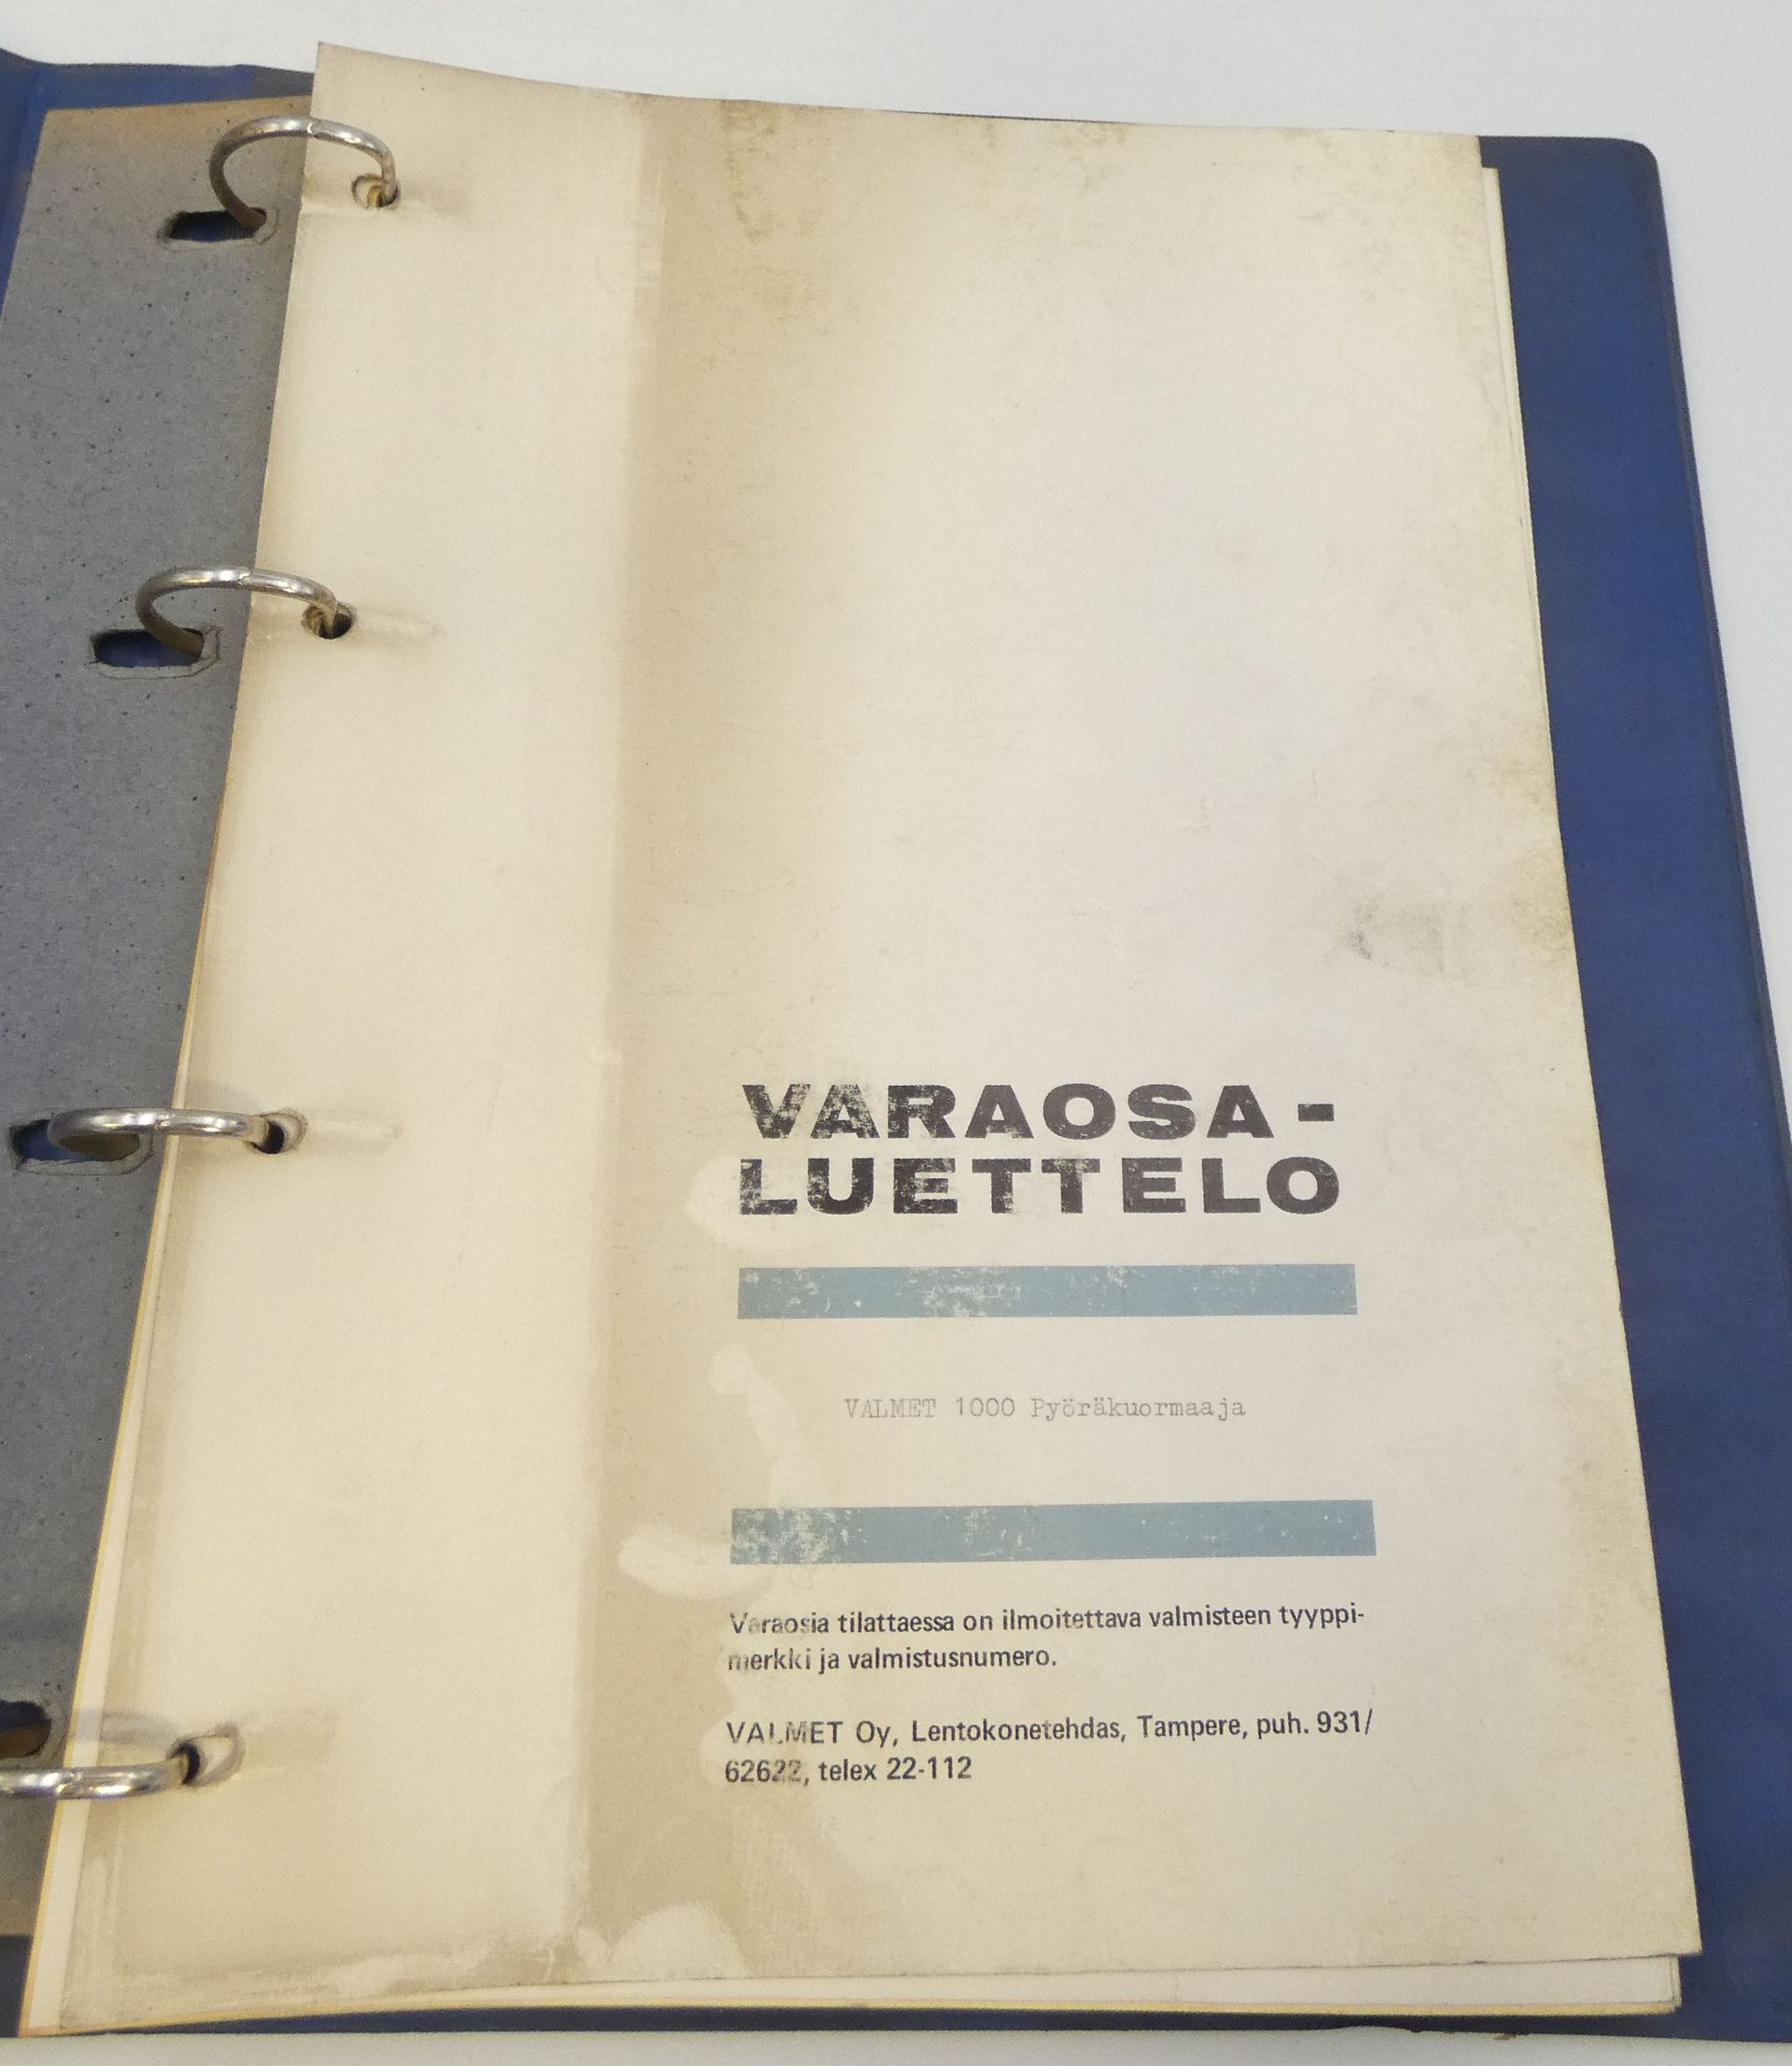 VARAOSA-
LUETTELO
VALMET 1000 Pyöräkuormaaja
Varaosia tilattaessa on ilmoitettava valmisteen tyyppi-
merkki ja valmistusnumero.
VALMET Oy, Lentokonetehdas, Tampere, puh. 931/
62622, telex 22-112